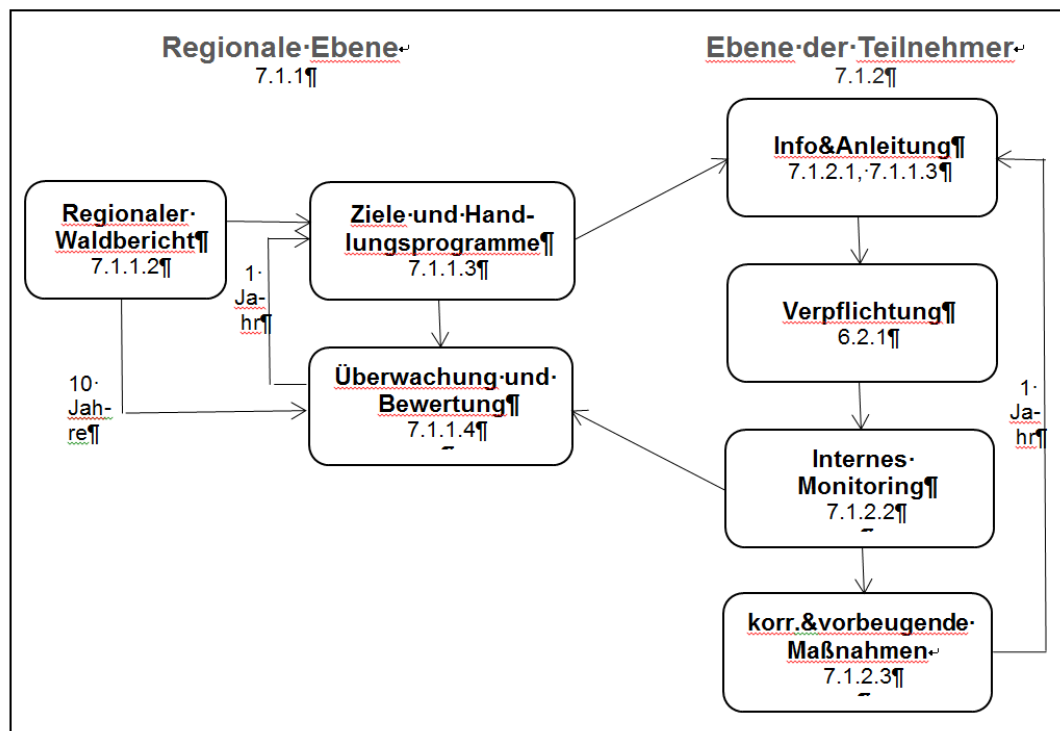 Regionale Ebene
7.1.1
Ebene der Teilnehmer
7.1.2
Info&Anleitung
7.1.2.1, 7.1.1.3
Regionaler
Waldbericht
7.1.1.2
Ziele und Hand-
lungsprogramme
7.1.1.3
1
Ja-
hr
Verpflichtung
6.2.1
Überwachung und
Bewertung
7.1.1.4
10
Jah-
re
1
Ja-
hr
Internes
Monitoring
7.1.2.2
korr.&vorbeugende
Maßnahmen
7.1.2.3